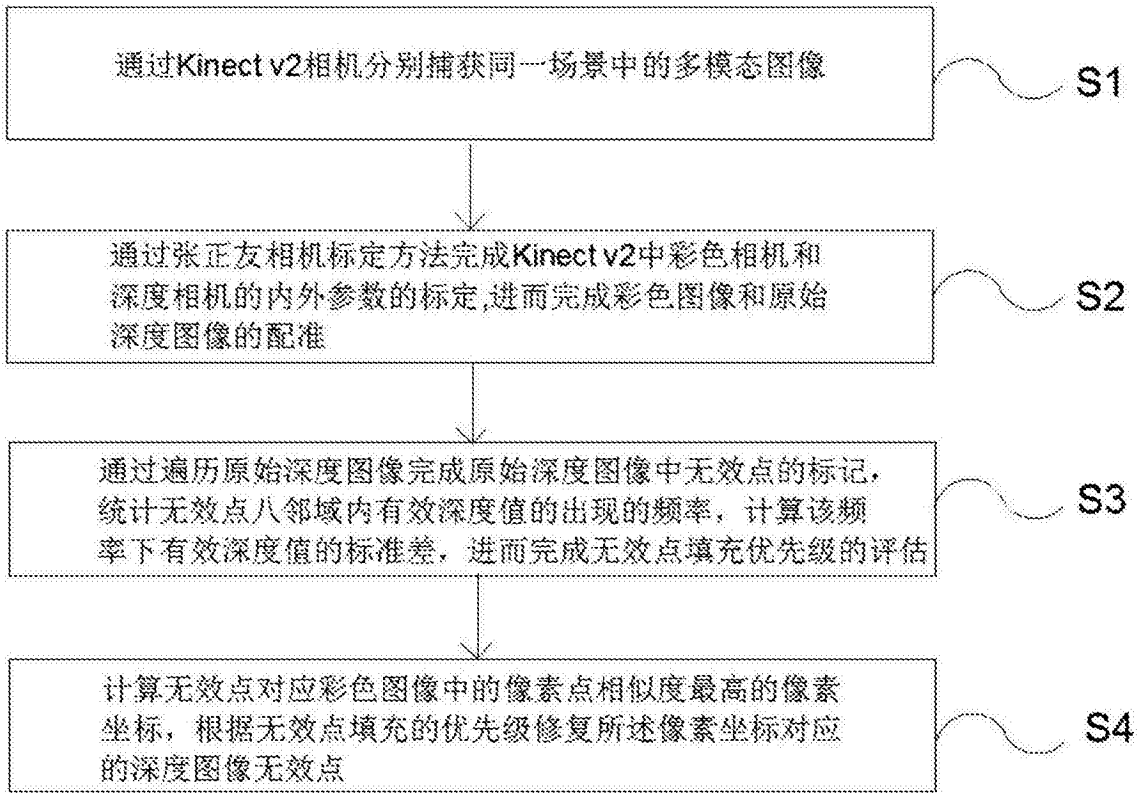 通过Kinect v2相机分别捕获同一场景中的多模态图像
S1
通过张正友相机标定方法完成Kinect v2中彩色相机和
深度相机的内外参数的标定,进而完成彩色图像和原始
深度图像的配准
S2
通过遍历原始深度图像完成原始深度图像中无效点的标记，
统计无效点八邻域内有效深度值的出现的频率，计算该频
率下有效深度值的标准差，进而完成无效点填充优先级的评估
S3
计算无效点对应彩色图像中的像素点相似度最高的像素
坐标，根据无效点填充的优先级修复所述像素坐标对应
的深度图像无效点
S4